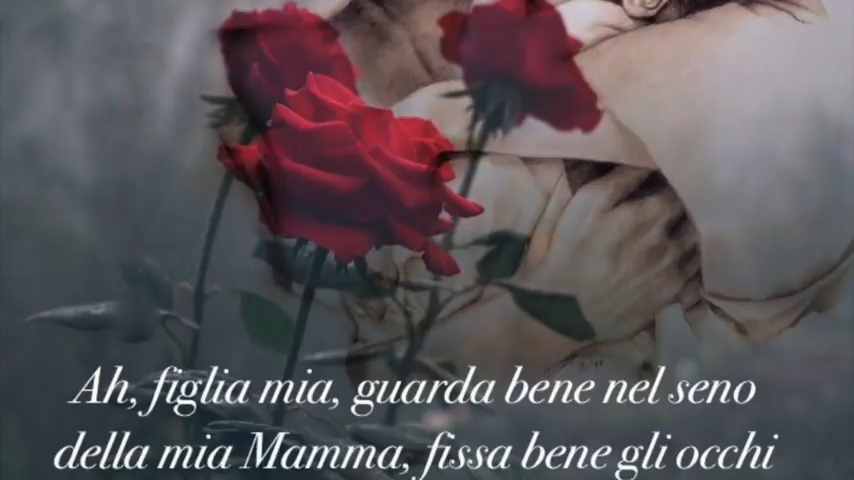 Ah, figlia mia, guarda bene nel seno
della mia Mamma, fissa bene gli occhi